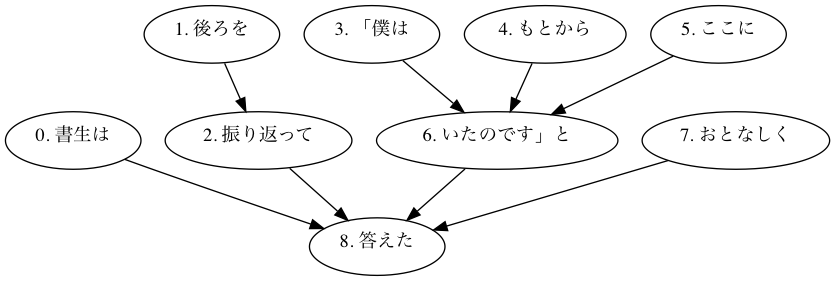 1. 後ろを
3. 「僕は
4. もとから
5. ここに
0. 書生は
2. 振り返って
6. いたのです」と
7. おとなしく
8. 答えた